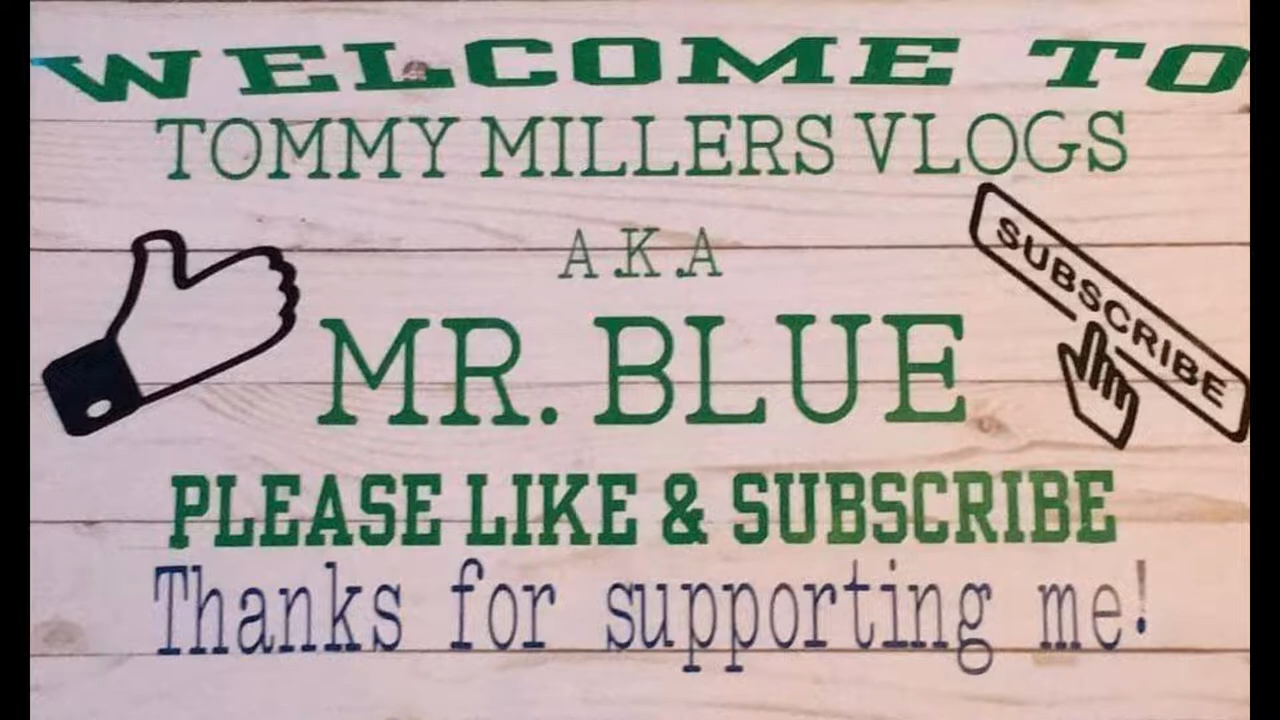 WELCOME TO
TOMMY MILLERS VLOGS
A.K.A
MR. BLUE
SUBSCRIBE
PLEASE LIKE & SUBSCRIBE
Thanks for supporting me!